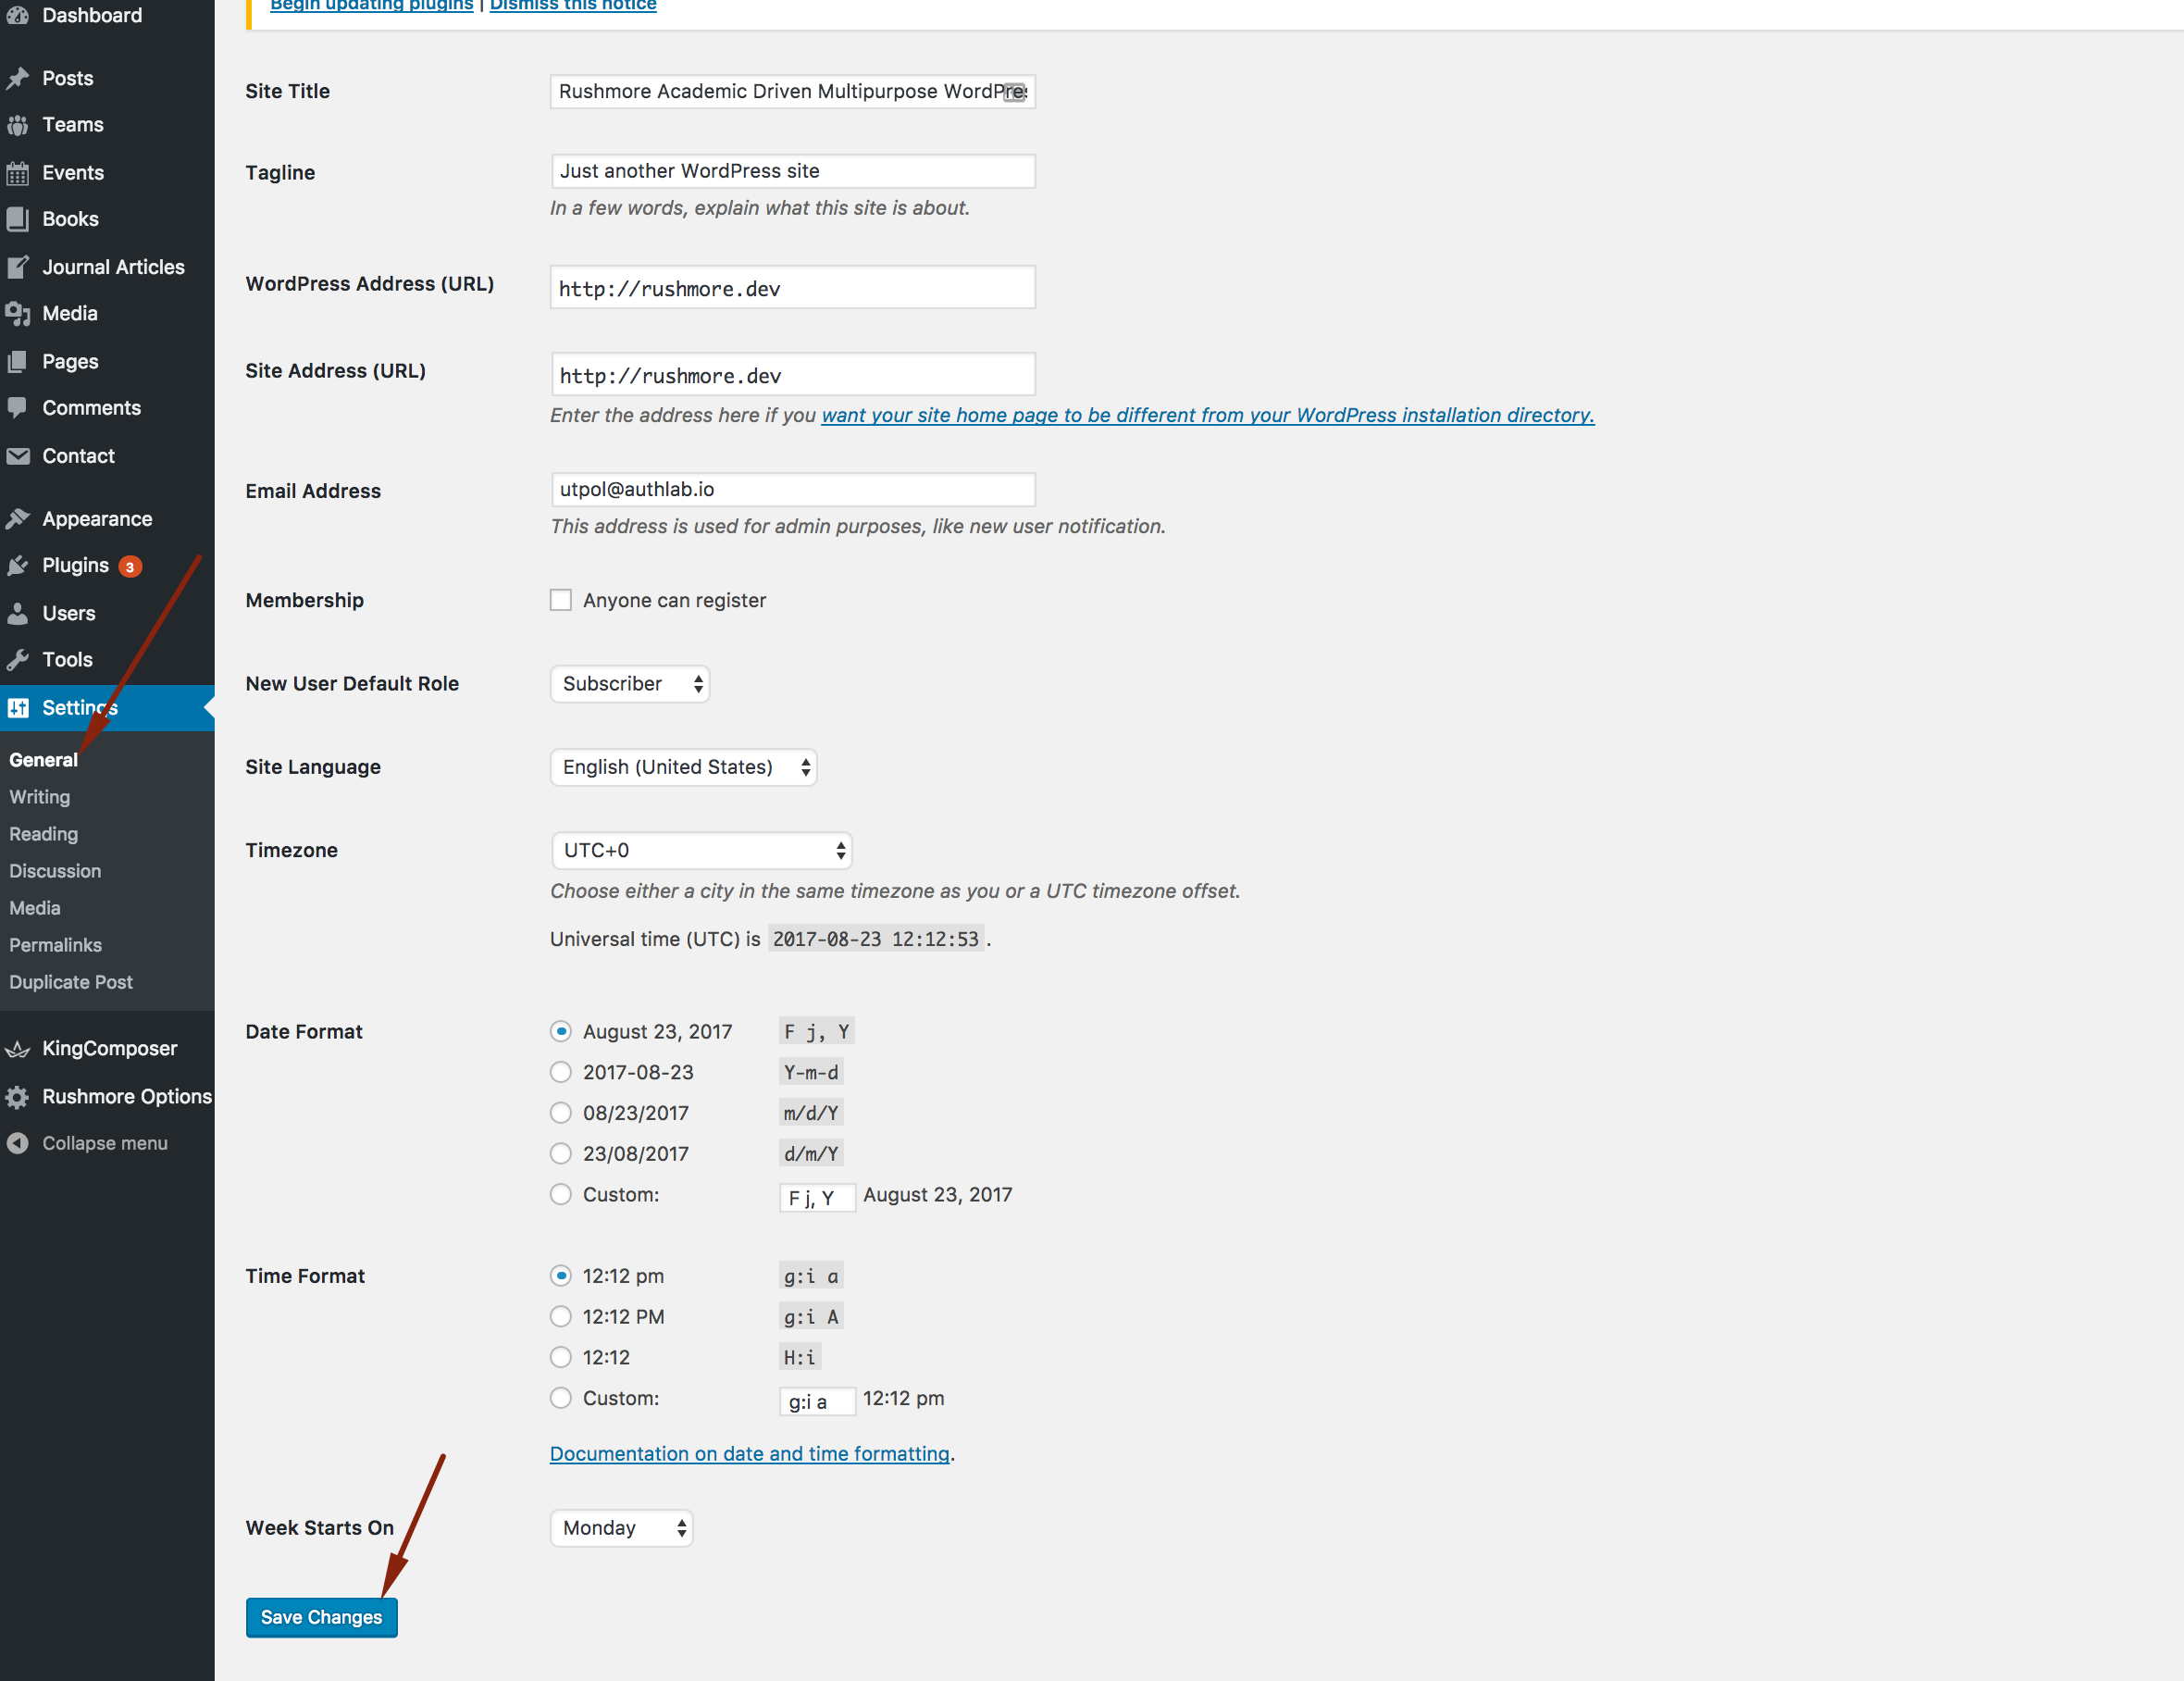 Dashboard
Posts
Teams
Events
Books
Journal Articles
Media
Pages
Comments
Contact
Appearance
Plugins 3
Users
Tools
Settings
General
Writing
Reading
Discussion
Media
Permalinks
Duplicate Post
KingComposer
Rushmore Options
Collapse menu
Begin updating plugins | Dismiss this notice
Site Title
Rushmore Academic Driven Multipurpose WordPres
Tagline
Just another WordPress site
In a few words, explain what this site is about.
WordPress Address (URL)
http://rushmore.dev
Site Address (URL)
http://rushmore.dev
Enter the address here if you want your site home page to be different from your WordPress installation directory.
Email Address
utpol@authlab.io
This address is used for admin purposes, like new user notification.
Membership
Anyone can register
New User Default Role
Subscriber
Site Language
English (United States)
Timezone
UTC+0
Choose either a city in the same timezone as you or a UTC timezone offset.
Universal time (UTC) is 2017-08-23 12:12:53 .
Date Format
August 23, 2017 F j, Y
2017-08-23 Y-m-d
08/23/2017 m/d/Y
23/08/2017 d/m/Y
Custom: F j, Y August 23, 2017
Time Format
12:12 pm g:i a
12:12 PM g:i A
12:12 H:i
Custom: g:i a 12:12 pm
Documentation on date and time formatting.
Week Starts On
Monday
Save Changes